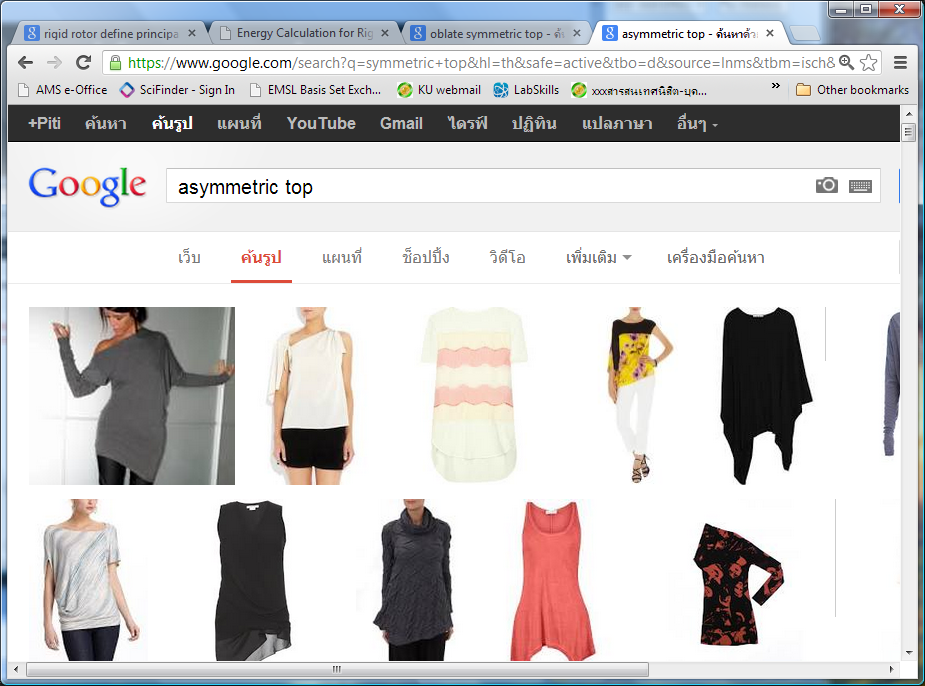 rigid rotor define principa
Energy Calculation for Rig
oblate symmetric top - ค้น
asymmetric top - ค้นหาด้วย
https://www.google.com/search?q=symmetric+top&hl=th&safe=active&tbo=d&source=lnms&tbm=isch&
AMS e-Office SciFinder - Sign In EMSL Basis Set Exch... KU webmail LabSkills xxxสารสนเทศนิสิต-บุค... » Other bookmarks
+Piti ค้นหา ค้นรูป แผนที่ YouTube Gmail ไดรฟ์ ปฏิทิน แปลภาษา อื่นๆ
Google asymmetric top
เว็บ ค้นรูป แผนที่ ช็อปปิ้ง วิดีโอ เพิ่มเติม เครื่องมือค้นหา